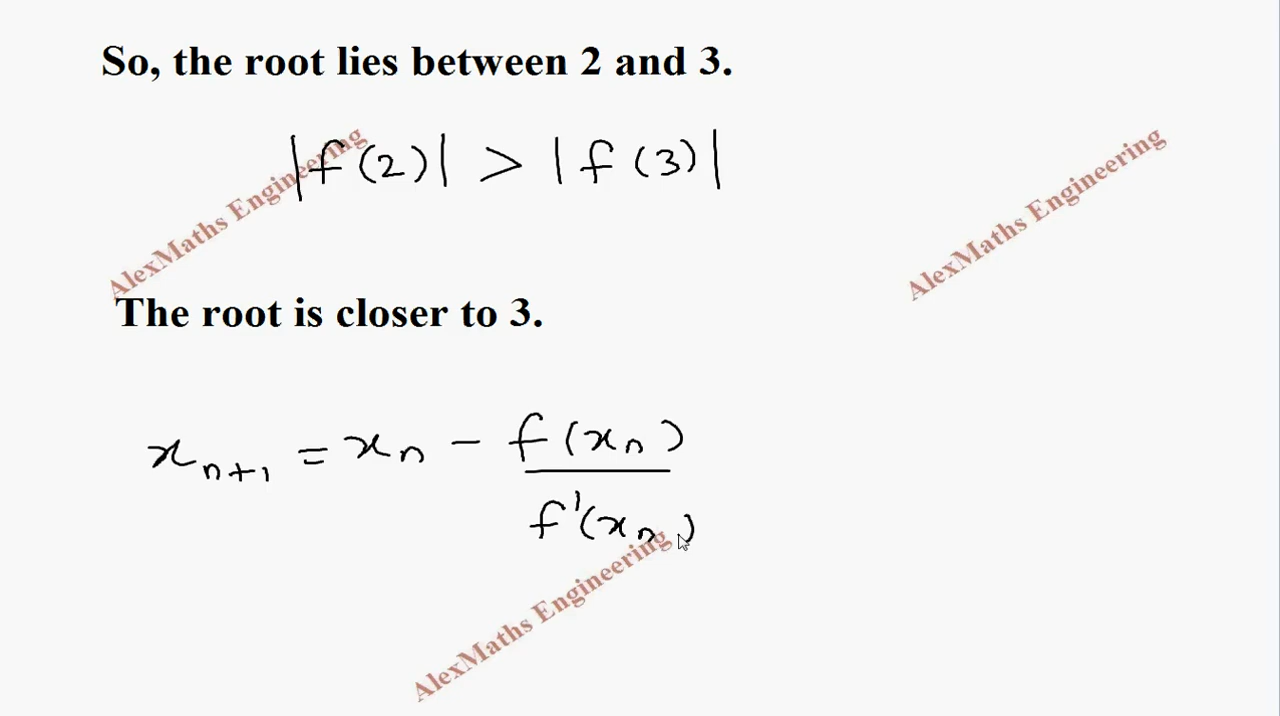 So, the root lies between 2 and 3.
|f(2)| > |f(3)|
AlexMaths Engineering
AlexMaths Engineering
The root is closer to 3.
xₙ₊₁ = xₙ - f(xₙ)
f'(xₙ)
AlexMaths Engineering